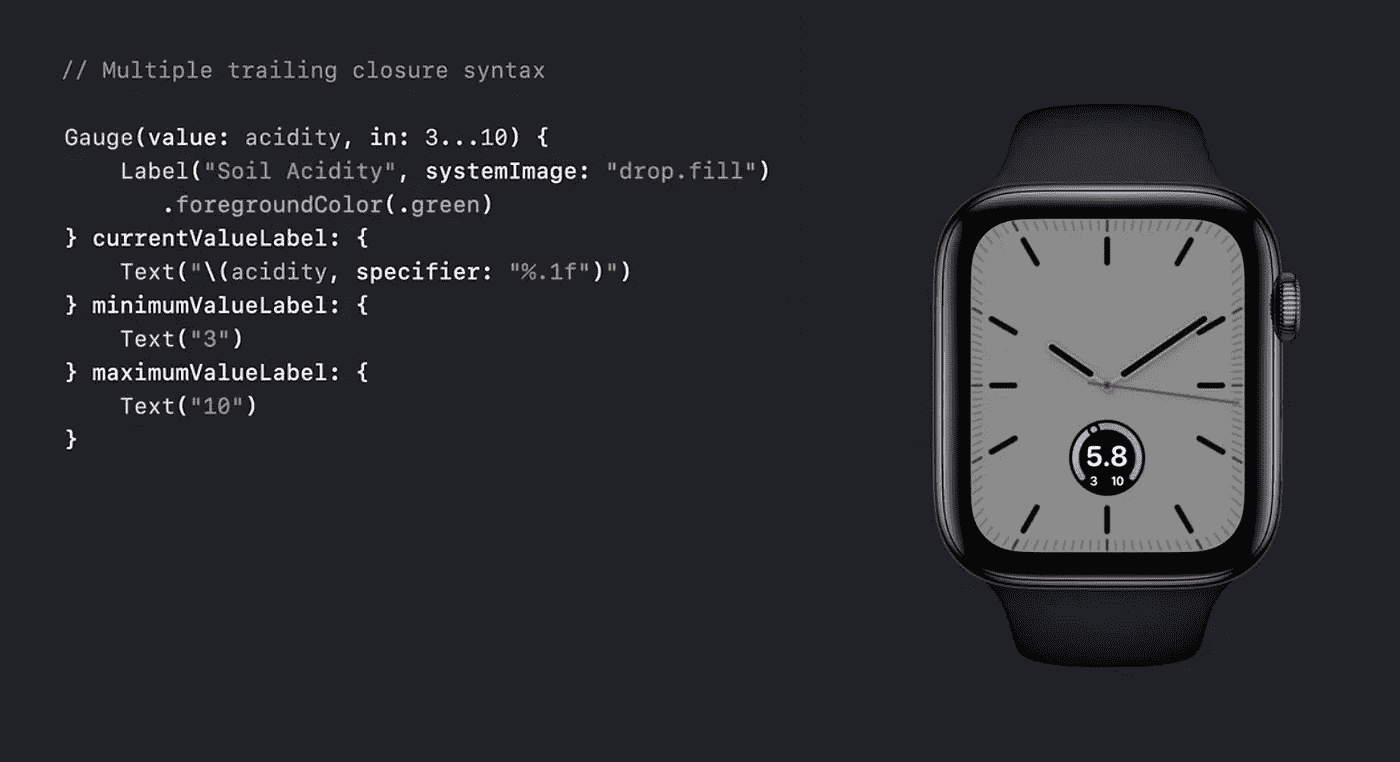 // Multiple trailing closure syntax
Gauge(value: acidity, in: 3...10) {
    Label("Soil Acidity", systemImage: "drop.fill")
       .foregroundColor(.green)
} currentValueLabel: {
    Text("\(acidity, specifier: "%.1f")")
} minimumValueLabel: {
    Text("3")
} maximumValueLabel: {
    Text("10")
}
5.8
3 10